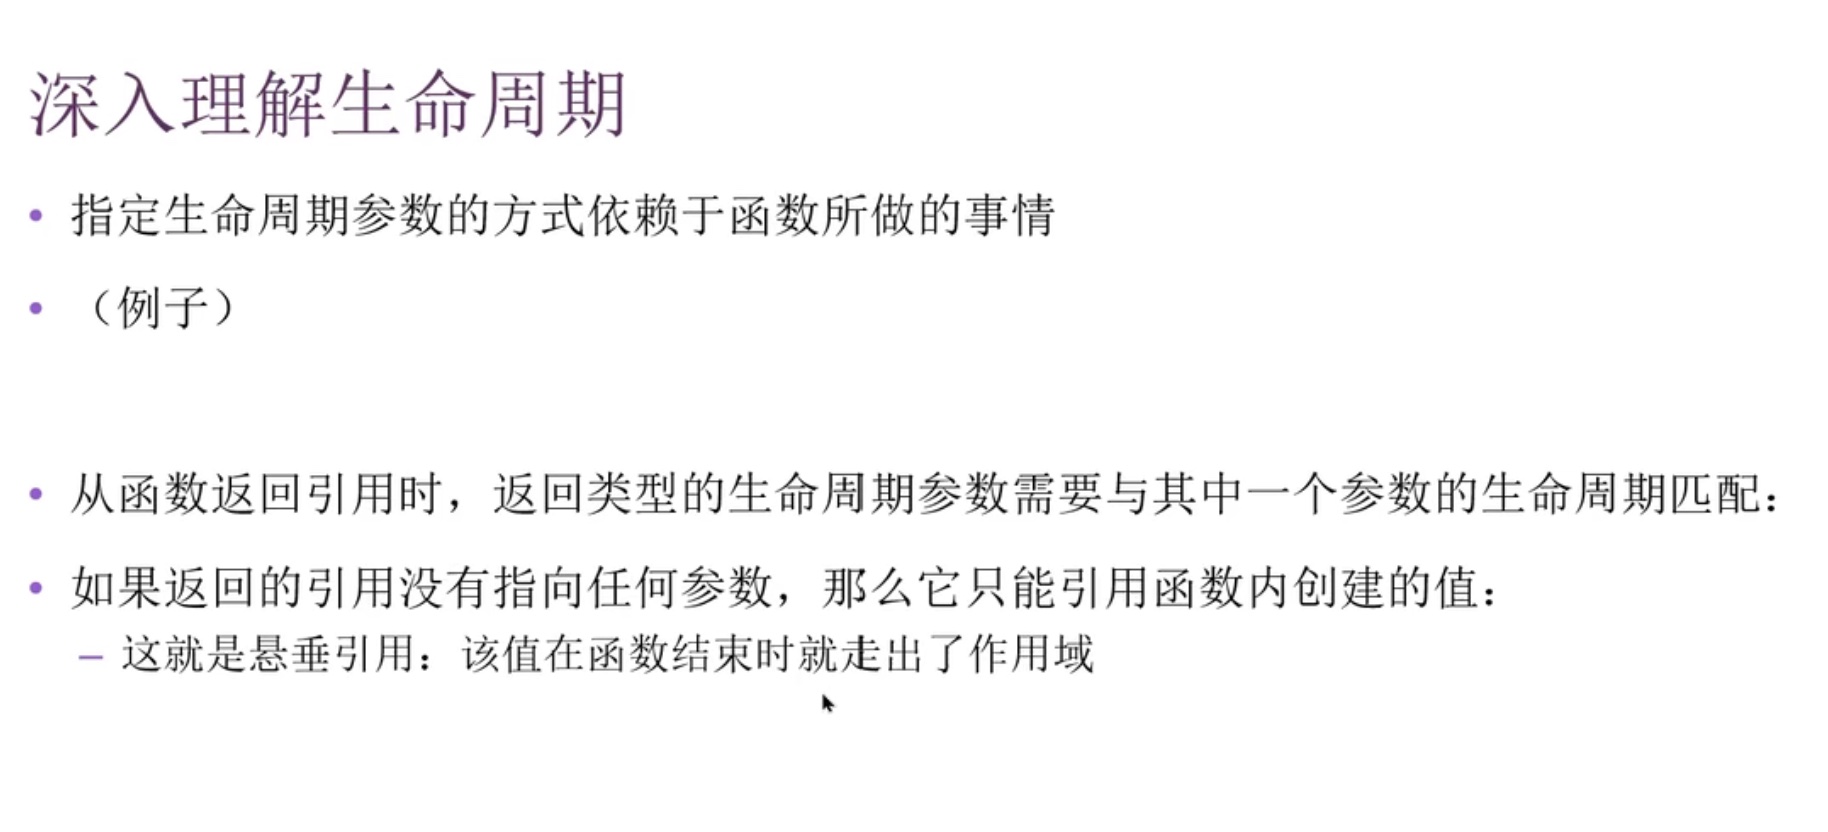 深入理解生命周期
• 指定生命周期参数的方式依赖于函数所做的事情
• （例子）
• 从函数返回引用时，返回类型的生命周期参数需要与其中一个参数的生命周期匹配：
• 如果返回的引用没有指向任何参数，那么它只能引用函数内创建的值：
– 这就是悬垂引用：该值在函数结束时就走出了作用域